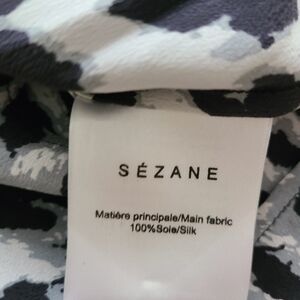 SÉZANE
Matière principale/Main fabric
100%Soie/Silk